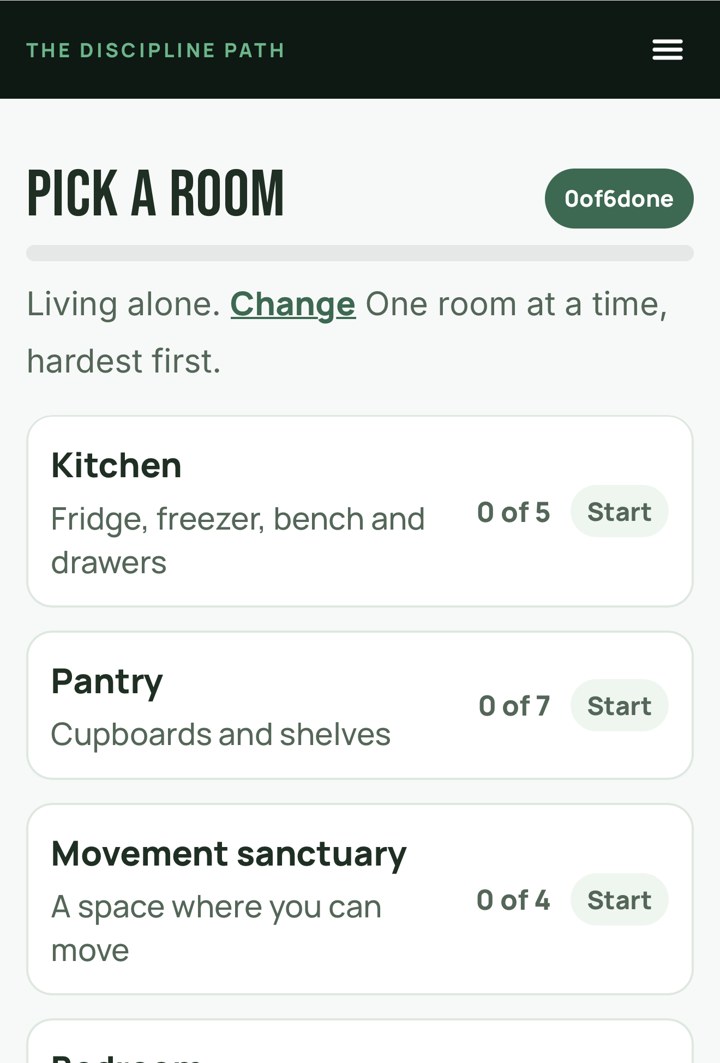 THE DISCIPLINE PATH
PICK A ROOM
0of6done
Living alone. Change One room at a time,
hardest first.
Kitchen
Fridge, freezer, bench and
drawers
0 of 5
Start
Pantry
Cupboards and shelves
0 of 7
Start
Movement sanctuary
A space where you can
move
0 of 4
Start